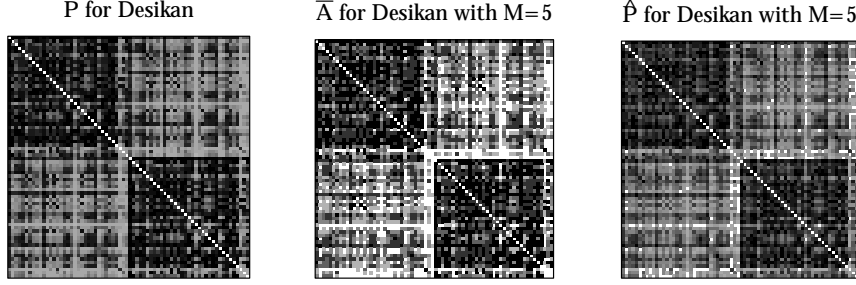 P for Desikan
A̅ for Desikan with M=5
P̂ for Desikan with M=5